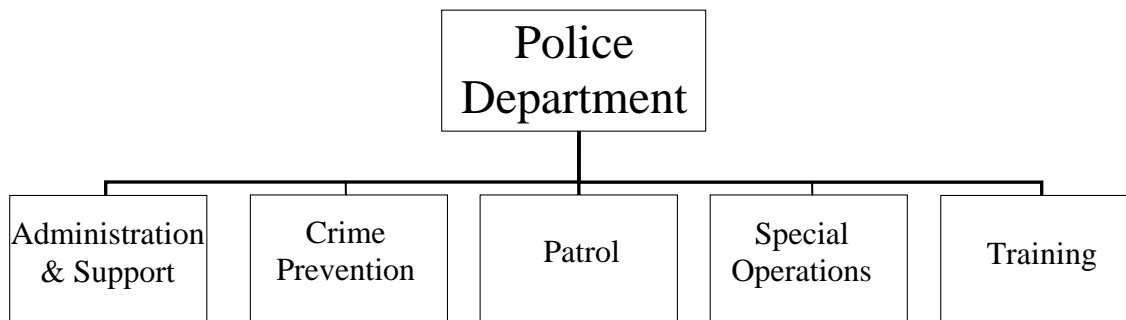 Police
Department
Administration
& Support
Crime
Prevention
Patrol
Special
Operations
Training